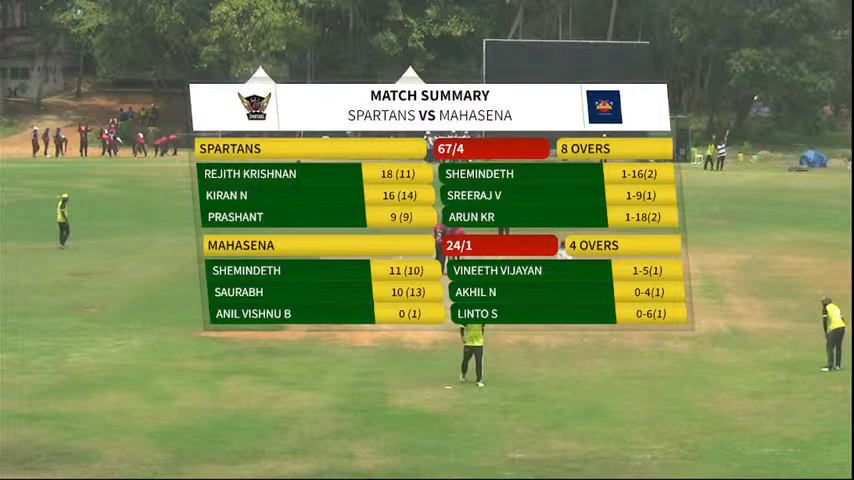 MATCH SUMMARY
SPARTANS VS MAHASENA
SPARTANS
SPARTANS 67/4 8 OVERS
REJITH KRISHNAN 18 (11) SHEMINDETH 1-16(2)
KIRAN N 16 (14) SREERAJ V 1-9(1)
PRASHANT 9 (9) ARUN KR 1-18(2)
MAHASENA 24/1 4 OVERS
SHEMINDETH 11 (10) VINEETH VIJAYAN 1-5(1)
SAURABH 10 (13) AKHIL N 0-4(1)
ANIL VISHNU B 0 (1) LINTO S 0-6(1)